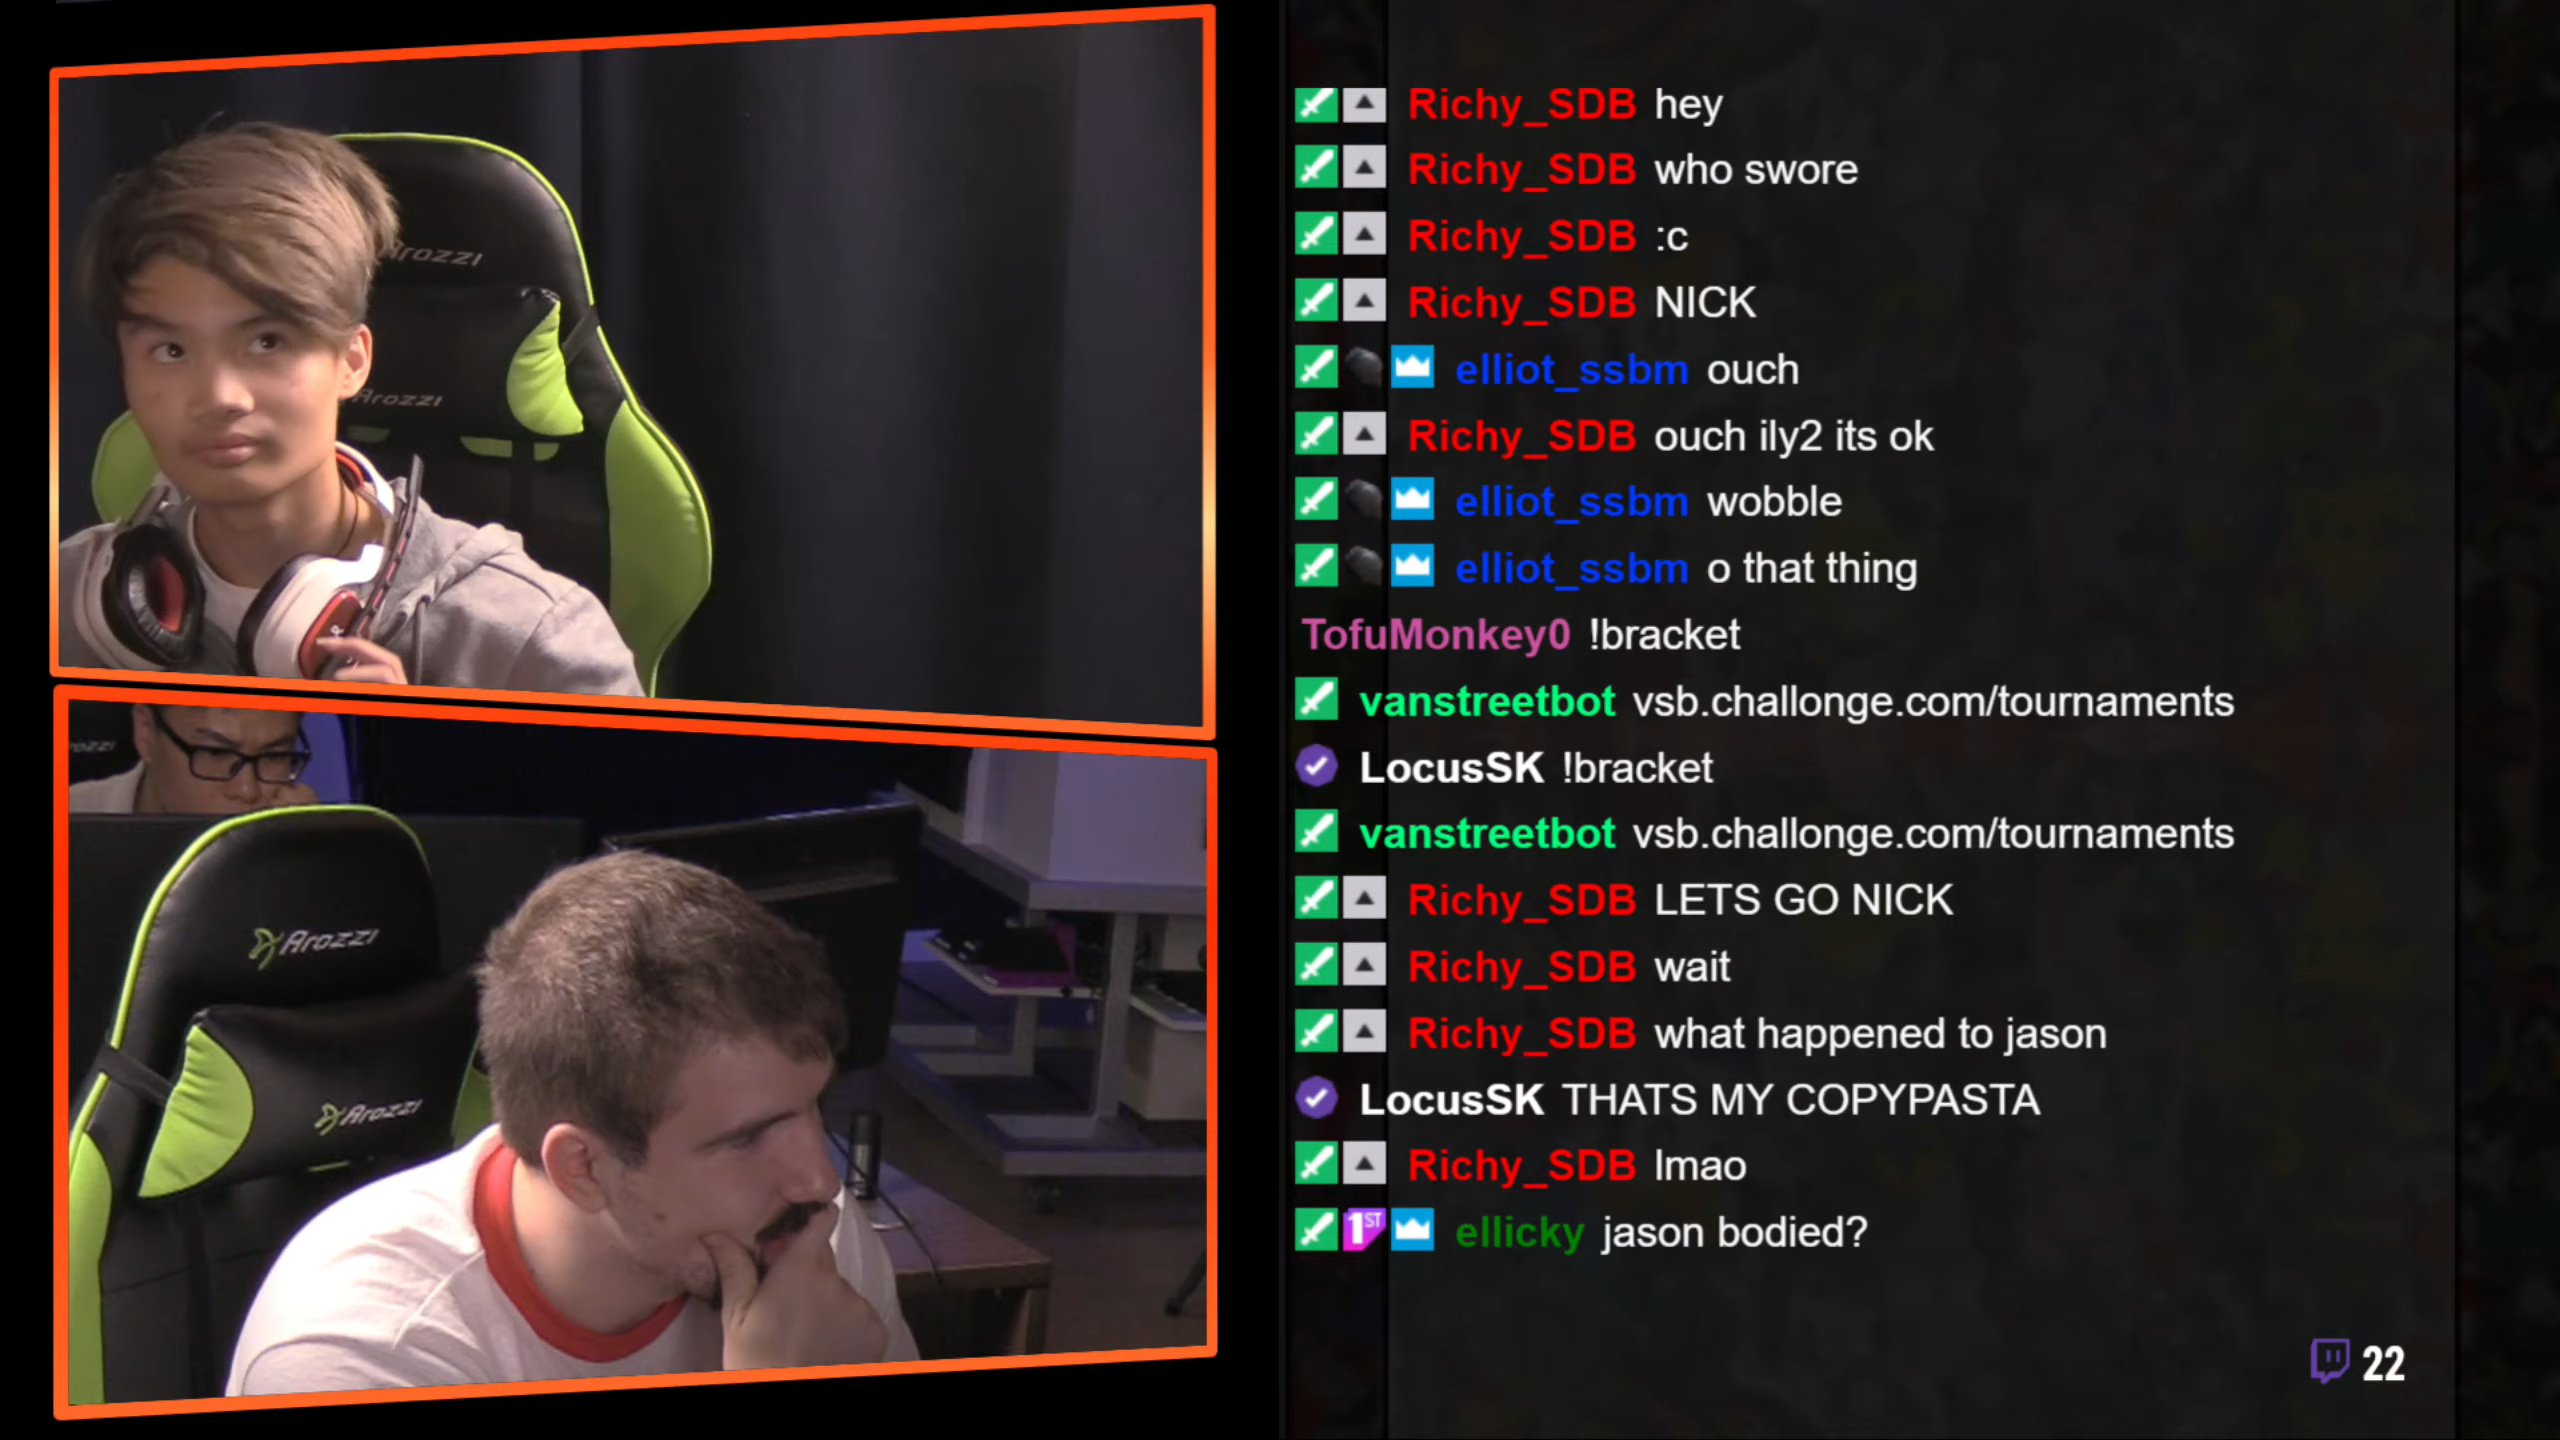 Arozzi
Arozzi
Arozzi
Arozzi
Richy_SDB hey
Richy_SDB who swore
Richy_SDB :c
Richy_SDB NICK
elliot_ssbm ouch
Richy_SDB ouch ily2 its ok
elliot_ssbm wobble
elliot_ssbm o that thing
TofuMonkey0 !bracket
vanstreetbot vsb.challonge.com/tournaments
LocusSK !bracket
vanstreetbot vsb.challonge.com/tournaments
Richy_SDB LETS GO NICK
Richy_SDB wait
Richy_SDB what happened to jason
LocusSK THATS MY COPYPASTA
Richy_SDB lmao
1ST ellicky jason bodied?
22